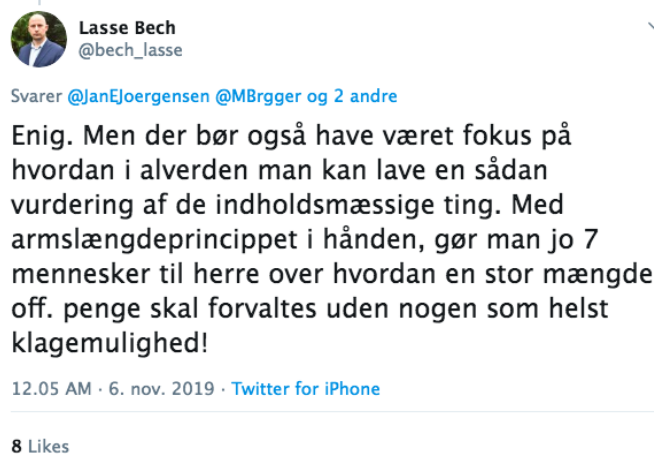 Lasse Bech
@bech_lasse
Svarer @JanEJoergensen @MBrgger og 2 andre
Enig. Men der bør også have været fokus på
hvordan i alverden man kan lave en sådan
vurdering af de indholdsmæssige ting. Med
armslængdeprincippet i hånden, gør man jo 7
mennesker til herre over hvordan en stor mængde
off. penge skal forvaltes uden nogen som helst
klagemulighed!
12.05 AM · 6. nov. 2019 · Twitter for iPhone
8 Likes